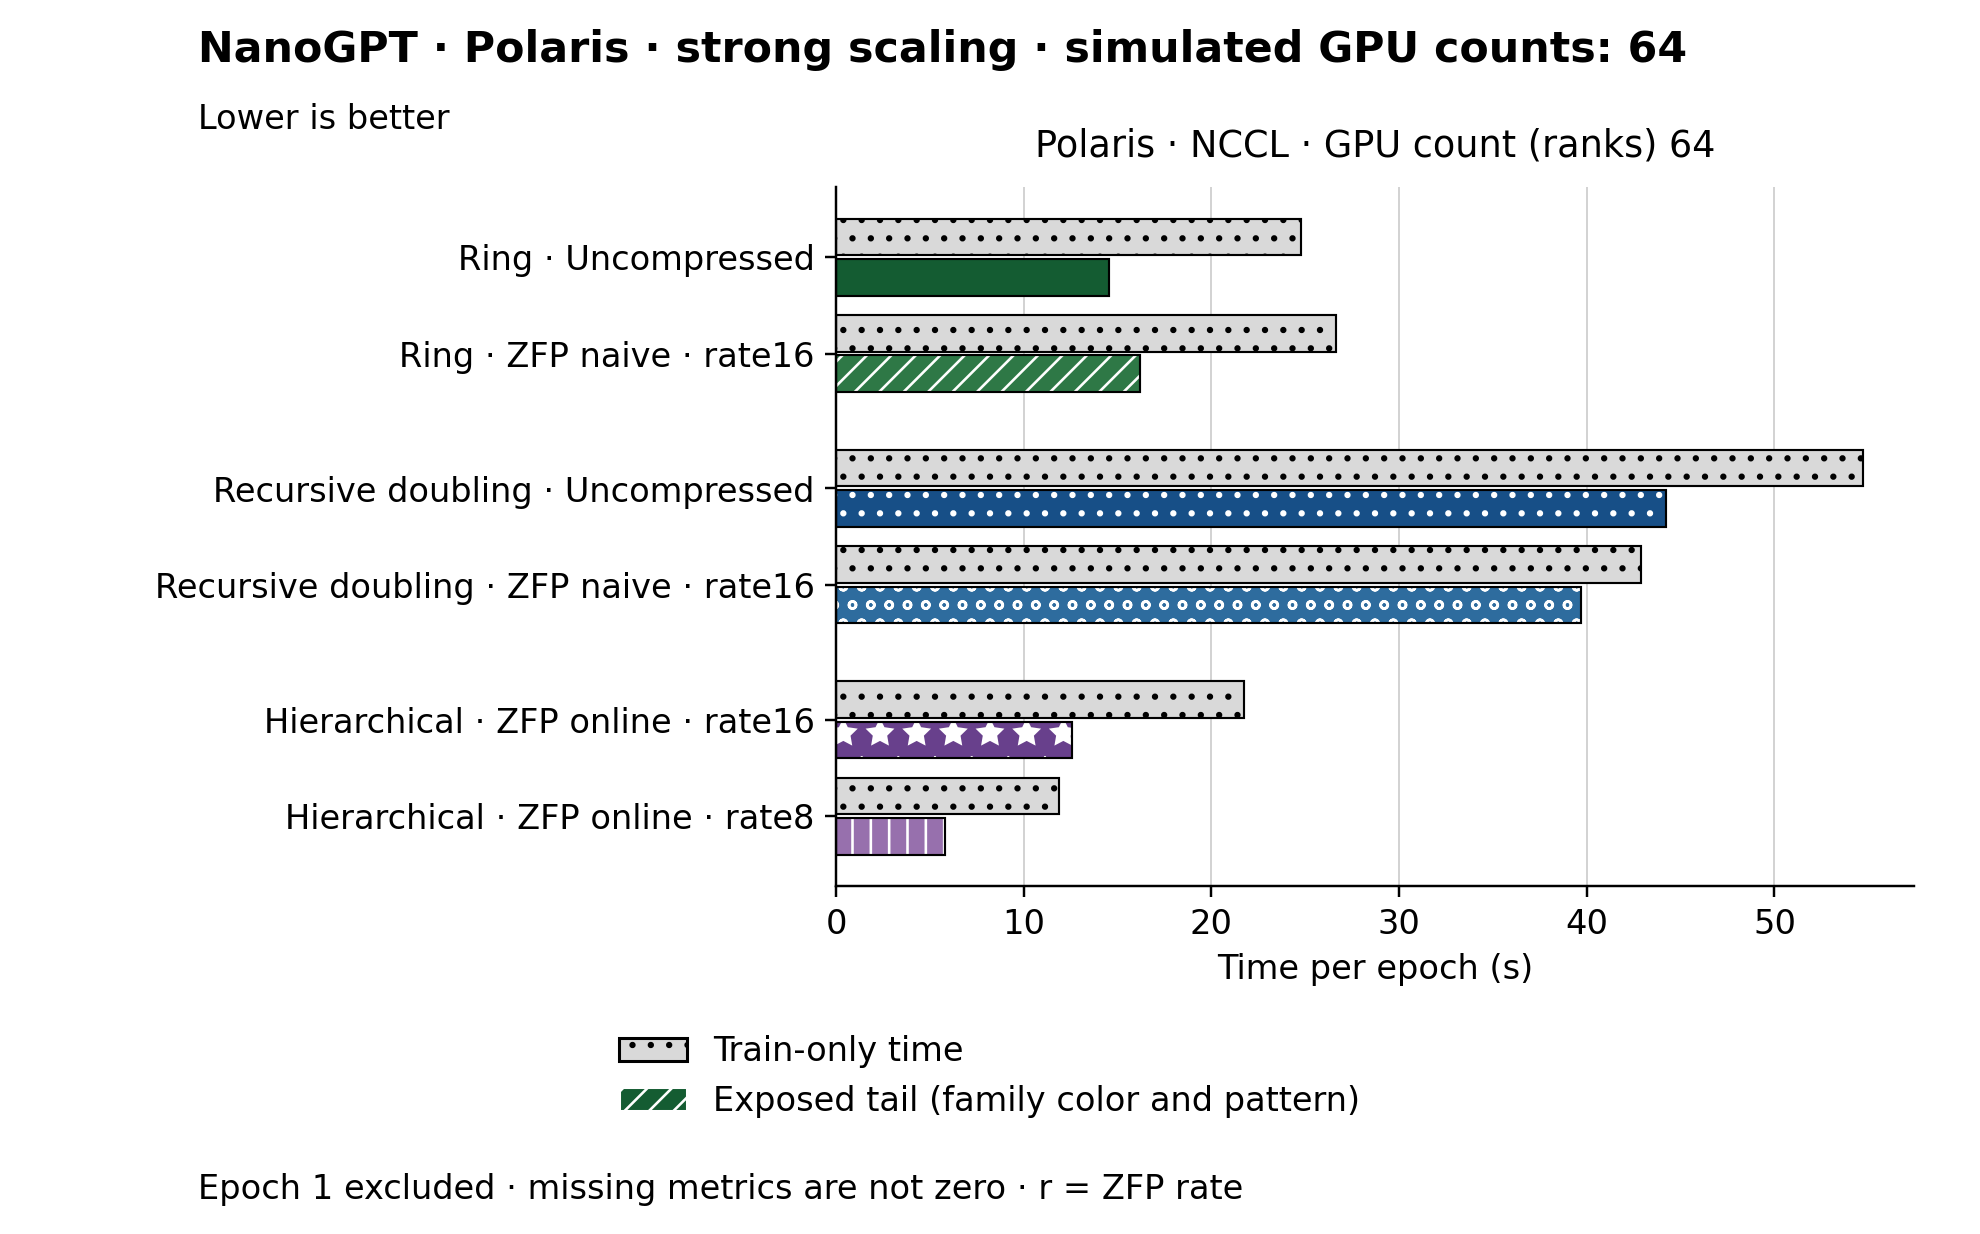 NanoGPT · Polaris · strong scaling · simulated GPU counts: 64
Lower is better
Polaris · NCCL · GPU count (ranks) 64
Ring · Uncompressed
Ring · ZFP naive · rate16
Recursive doubling · Uncompressed
Recursive doubling · ZFP naive · rate16
Hierarchical · ZFP online · rate16
Hierarchical · ZFP online · rate8
0 10 20 30 40 50
Time per epoch (s)
Train-only time
Exposed tail (family color and pattern)
Epoch 1 excluded · missing metrics are not zero · r = ZFP rate